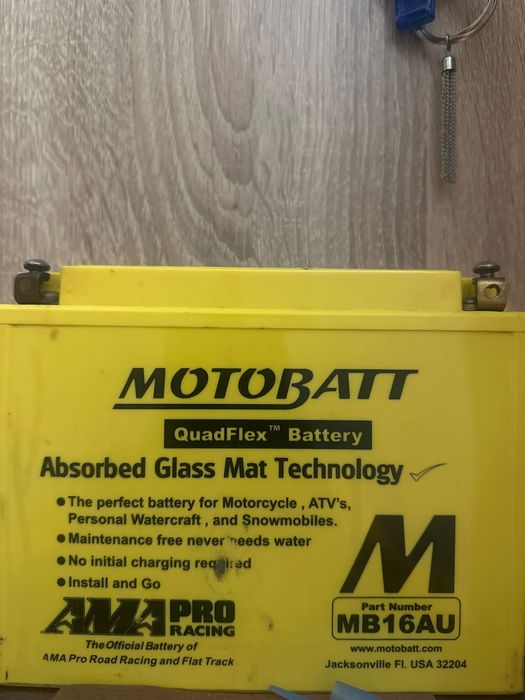 MOTOBATT
QuadFlex™ Battery
Absorbed Glass Mat Technology
● The perfect battery for Motorcycle , ATV's,
Personal Watercraft , and Snowmobiles.
● Maintenance free never needs water
● No initial charging required
● Install and Go
M
AMA PRO
RACING
The Official Battery of
AMA Pro Road Racing and Flat Track
Part Number
MB16AU
www.motobatt.com
Jacksonville Fl. USA 32204